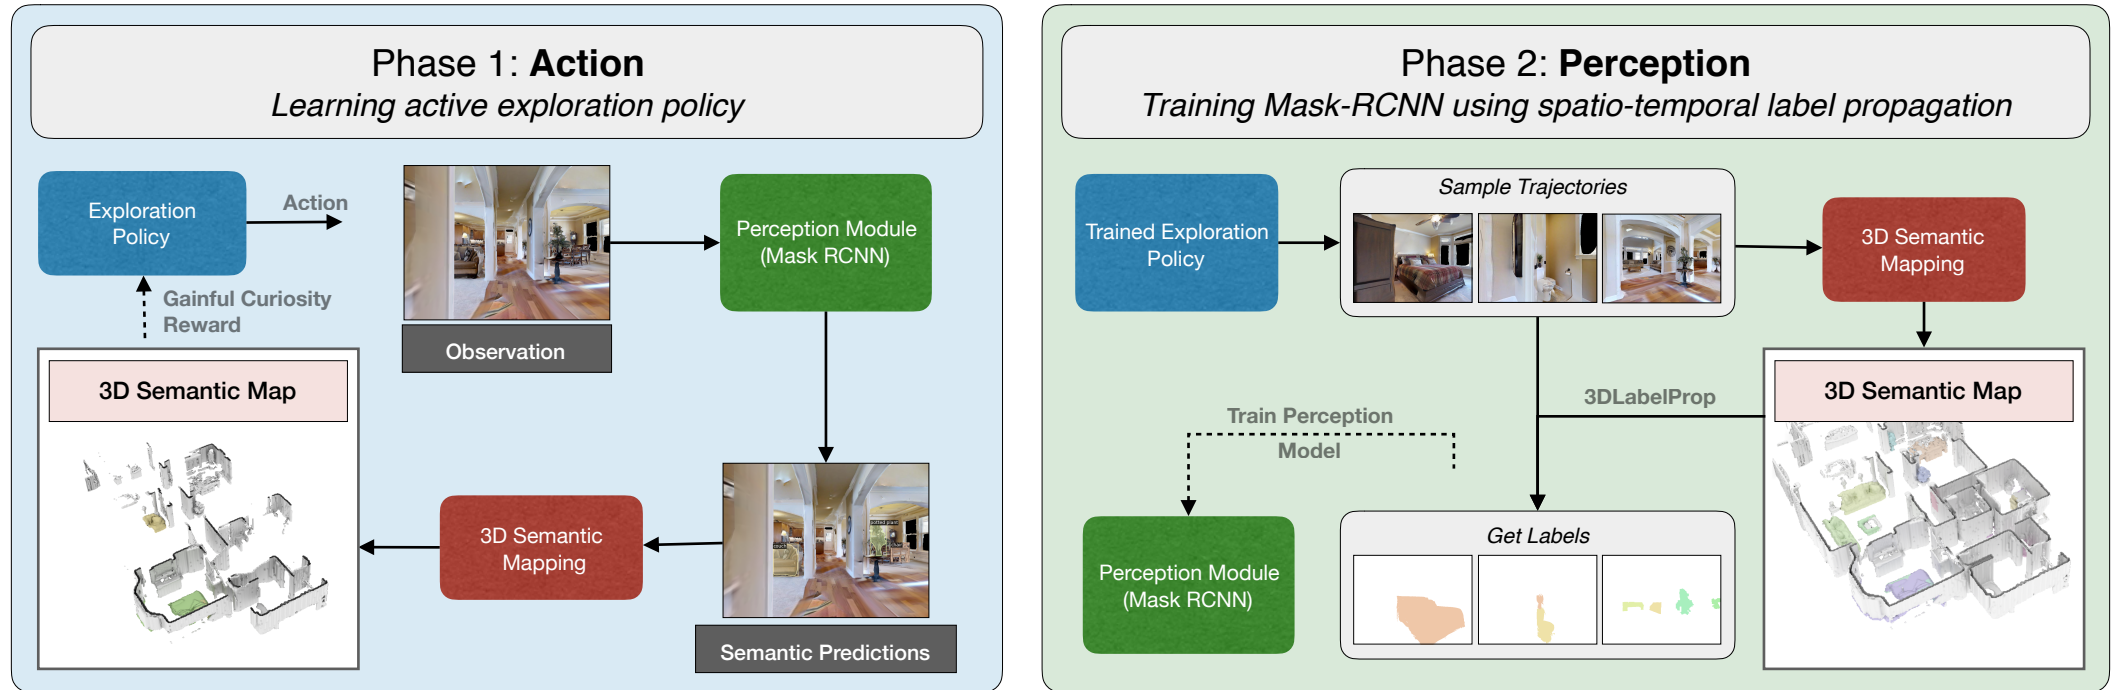 Phase 1: Action
Learning active exploration policy
Exploration
Policy
Action
Gainful Curiosity
Reward
Observation
Perception Module
(Mask RCNN)
3D Semantic Map
3D Semantic
Mapping
potted plant
couch
Semantic Predictions
Phase 2: Perception
Training Mask-RCNN using spatio-temporal label propagation
Trained Exploration
Policy
Sample Trajectories
3D Semantic
Mapping
3D Semantic Map
3DLabelProp
Train Perception
Model
Perception Module
(Mask RCNN)
Get Labels